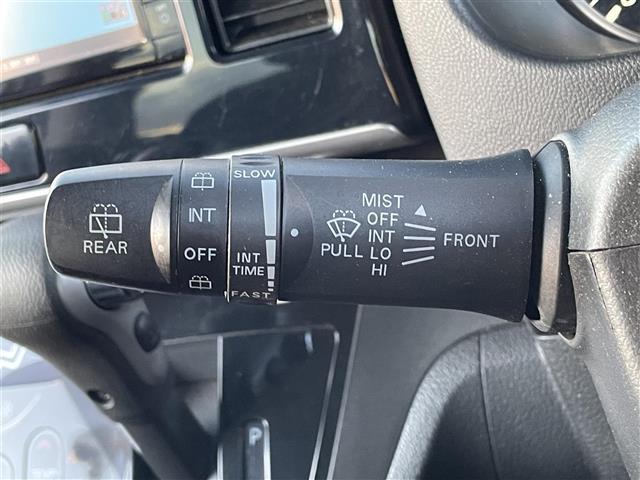 REAR
INT
OFF
SLOW
INT
TIME
FAST
PULL
MIST
OFF
INT
LO
HI
FRONT
P